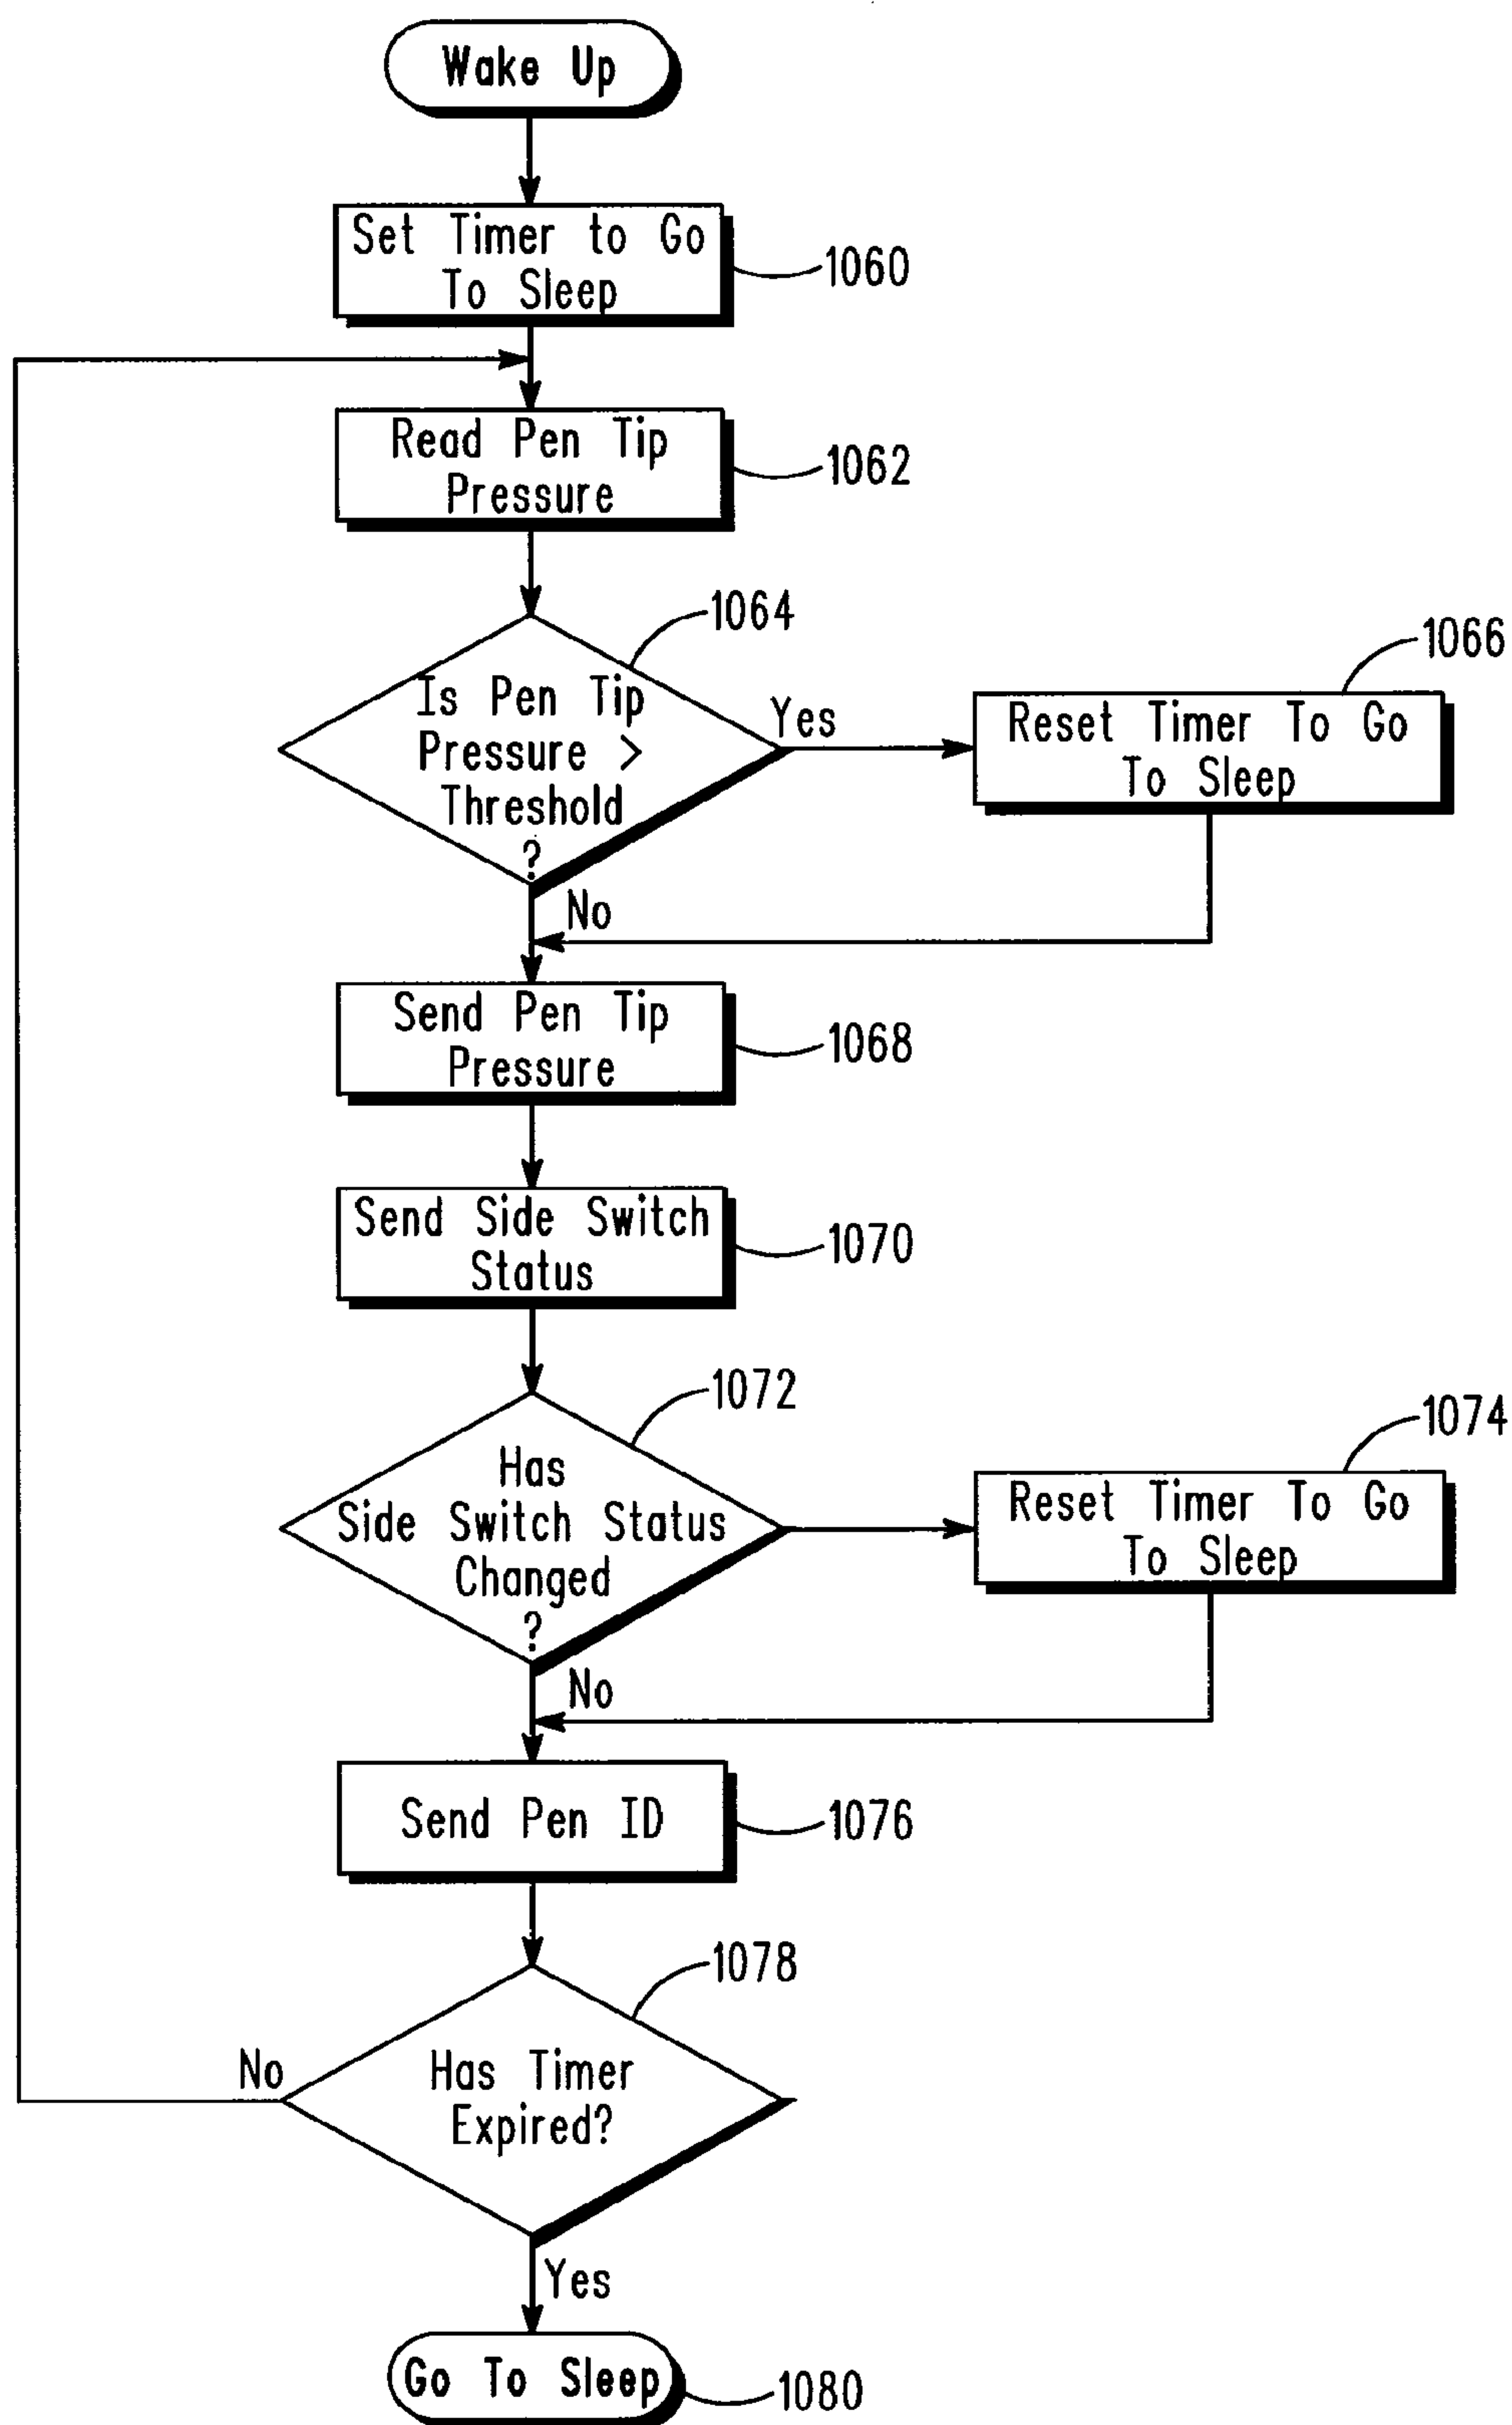 Wake Up
Set Timer to Go
To Sleep
1060
Read Pen Tip
Pressure
1062
1064
Is Pen Tip
Pressure >
Threshold
?
Yes
1066
Reset Timer To Go
To Sleep
No
Send Pen Tip
Pressure
1068
Send Side Switch
Status
1070
1072
Has
Side Switch Status
Changed
?
1074
Reset Timer To Go
To Sleep
No
Send Pen ID
1076
1078
Has Timer
Expired?
No
Yes
Go To Sleep
1080